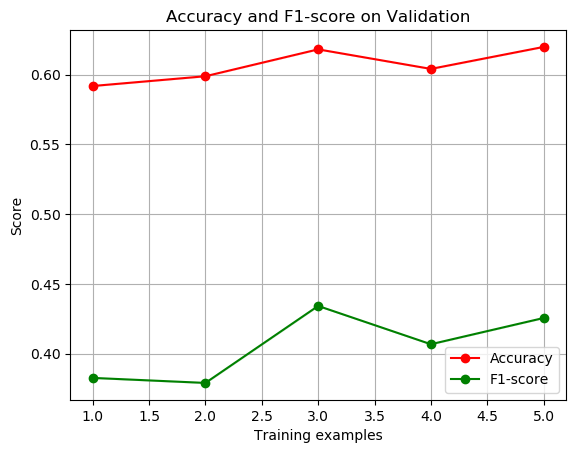 Accuracy and F1-score on Validation
0.60
0.55
0.50
0.45
0.40
Score
Accuracy
F1-score
1.0 1.5 2.0 2.5 3.0 3.5 4.0 4.5 5.0
Training examples